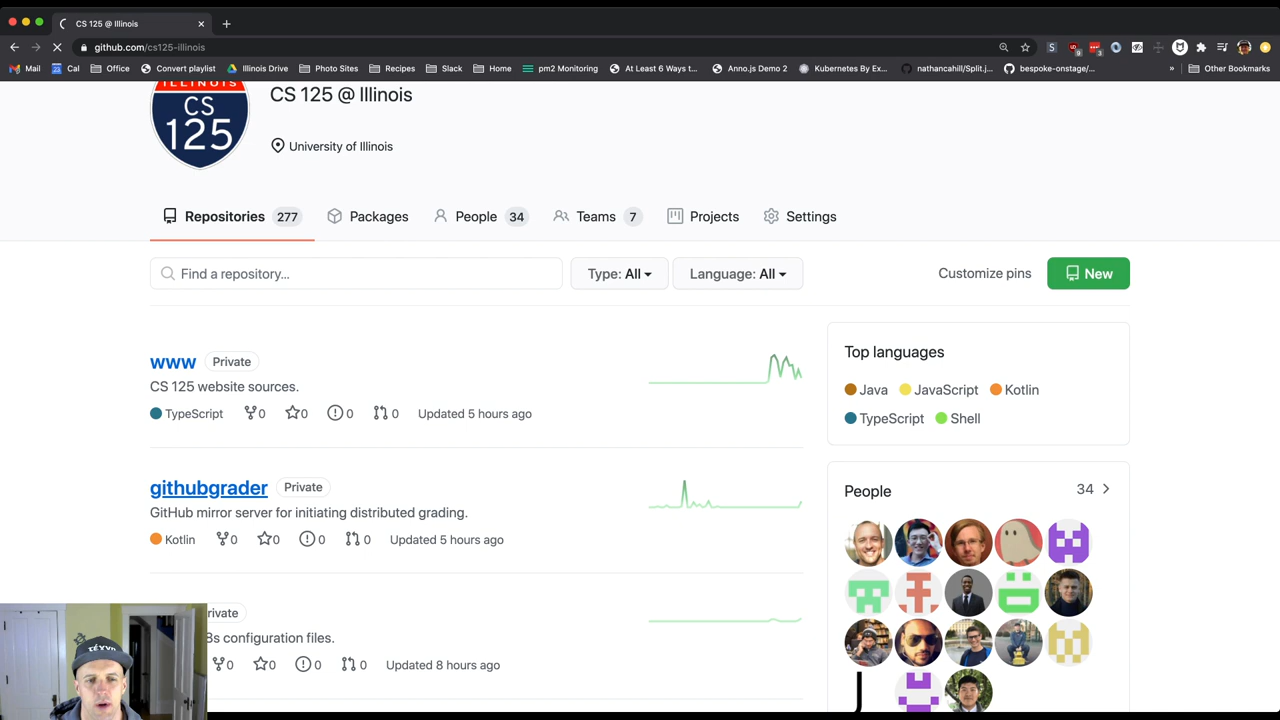 CS 125 @ Illinois
github.com/cs125-illinois
Mail Cal Office Convert playlist Illinois Drive Photo Sites Recipes Slack Home pm2 Monitoring At Least 6 Ways t... Anno.js Demo 2 Kubernetes By Ex... nathancahill/Split.j... bespoke-onstage/... » Other Bookmarks
ILLINOIS
CS
125
CS 125 @ Illinois
University of Illinois
Repositories 277 Packages People 34 Teams 7 Projects Settings
Find a repository... Type: All Language: All Customize pins New
www Private
CS 125 website sources.
TypeScript 0 0 0 0 Updated 5 hours ago
githubgrader Private
GitHub mirror server for initiating distributed grading.
Kotlin 0 0 0 0 Updated 5 hours ago
configuration files.
0 0 0 0 Updated 8 hours ago
Top languages
Java JavaScript Kotlin
TypeScript Shell
People 34